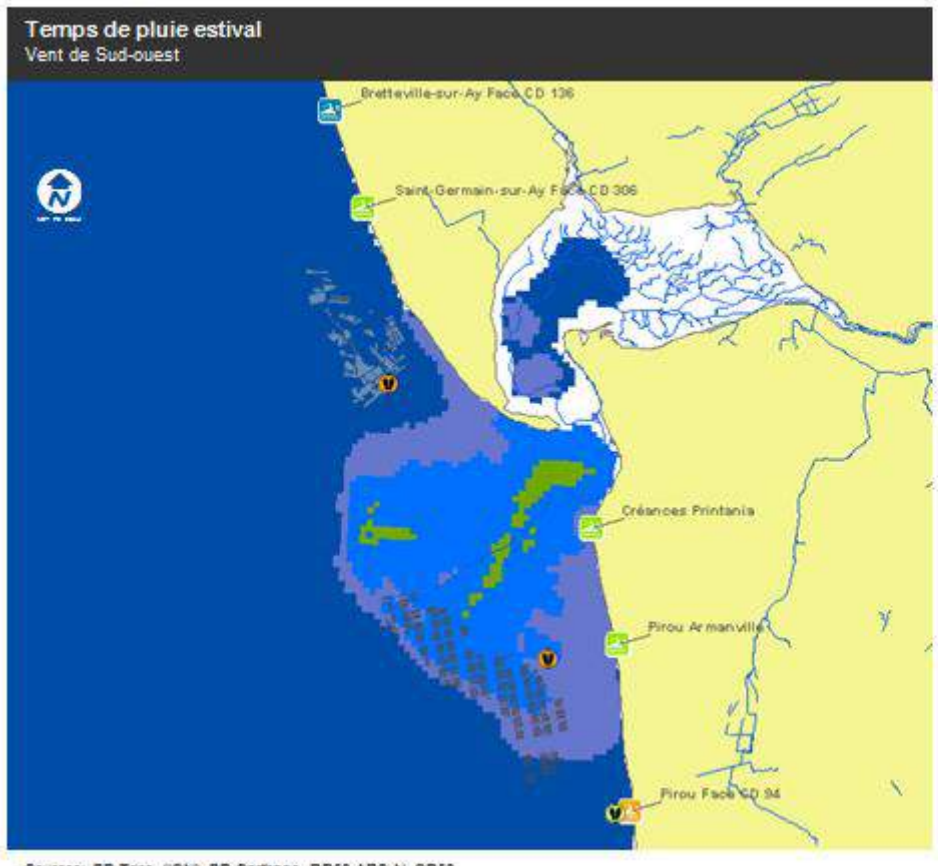 Temps de pluie estival
Vent de Sud-ouest
Bretteville-sur-Ay Face CD 136
Saint-Germain-sur-Ay Face CD 306
N
Créances Printania
Pirou Armanville
Pirou Face CD 94